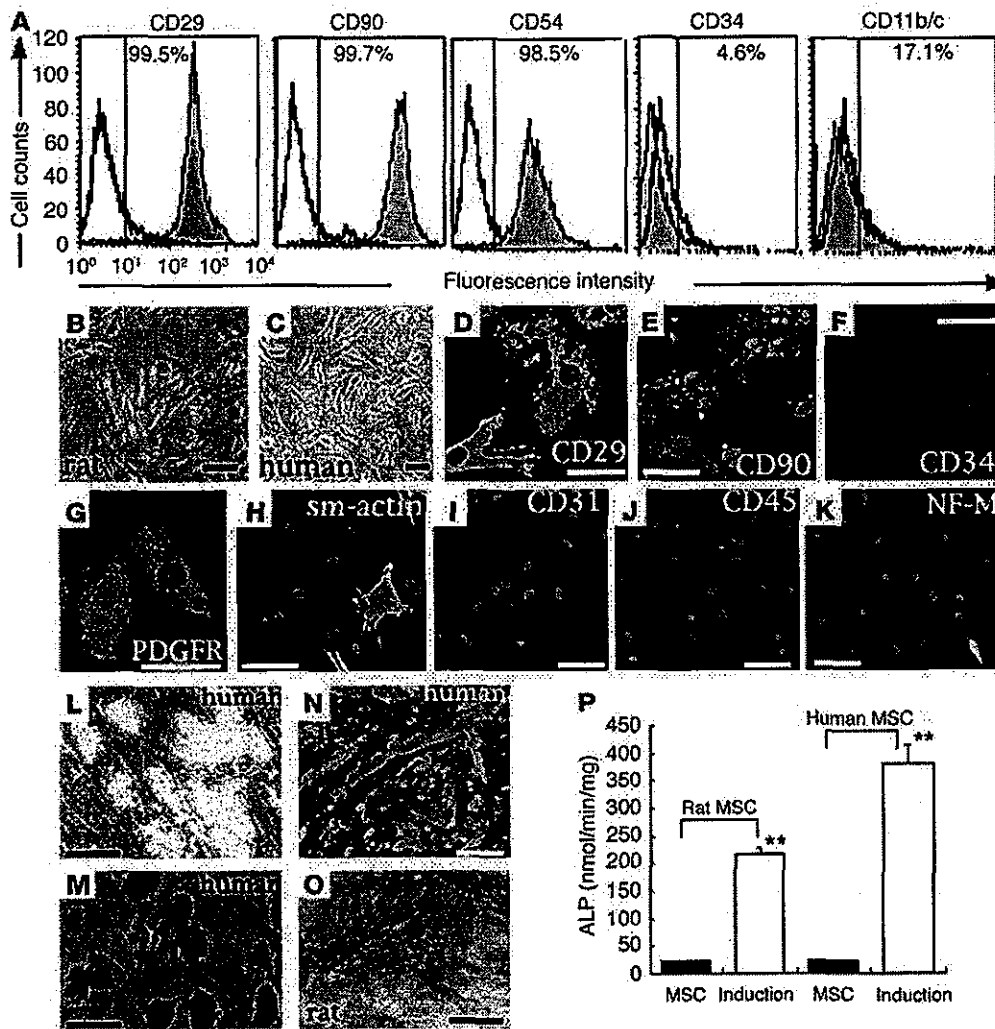 A CD29 CD90 CD54 CD34 CD11b/c
120 99.5% 99.7% 98.5% 4.6% 17.1%
100
80
60
40
20
0
Cell counts
10⁰ 10¹ 10² 10³ 10⁴
Fluorescence intensity
B rat
C human
D CD29
E CD90
F CD34
G PDGFR
H sm-actin
I CD31
J CD45
K NF-M
L human
N human
M human
O rat
P
450
400
350
300
250
200
150
100
50
0
ALP (nmol/min/mg)
Human MSC
**
Rat MSC
**
MSC Induction MSC Induction